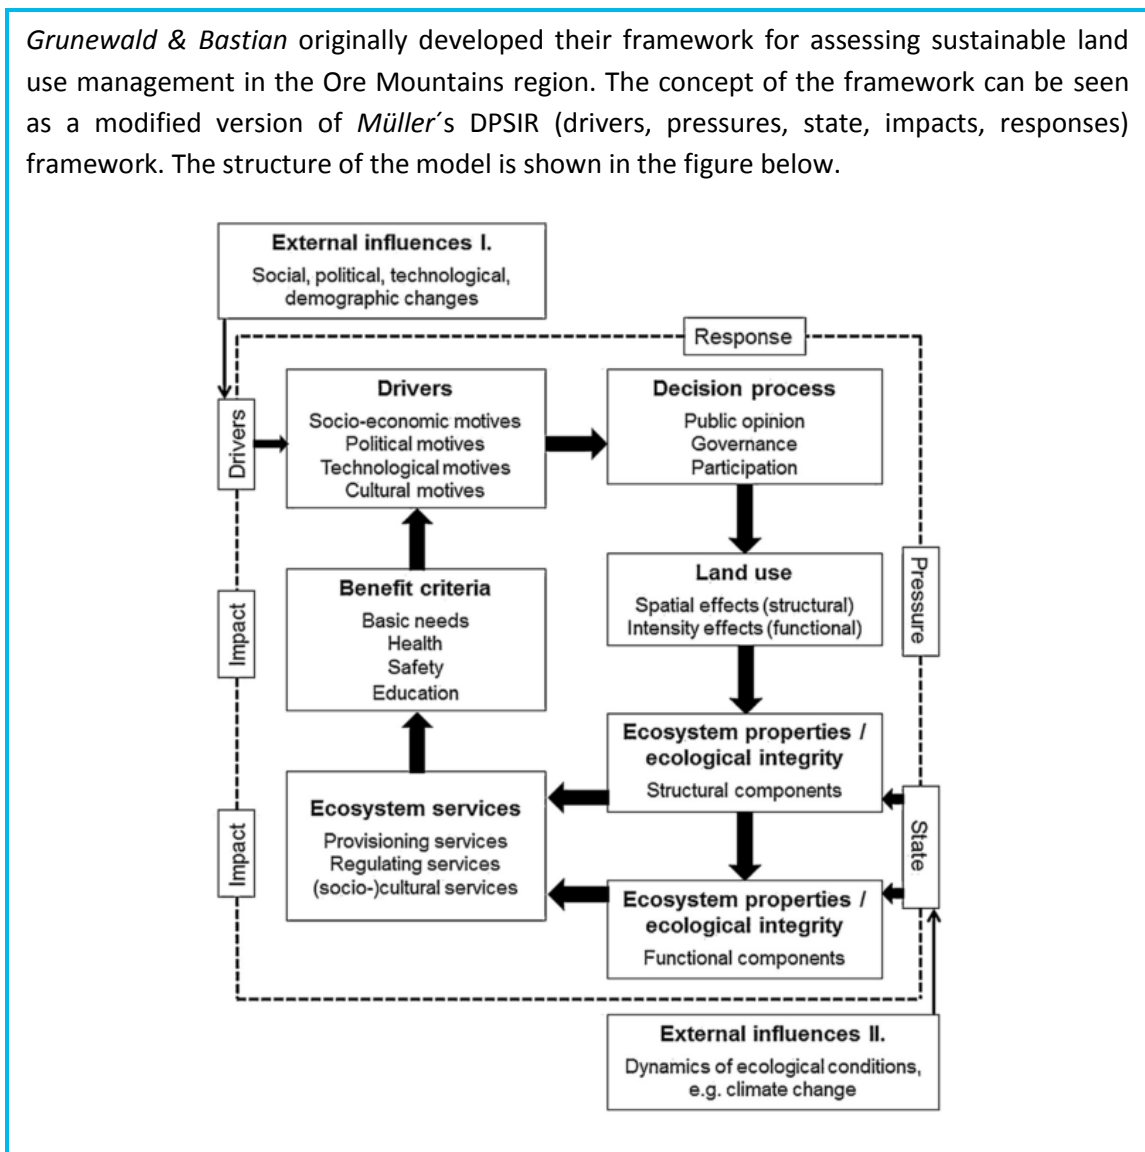 Grunewald & Bastian originally developed their framework for assessing sustainable land
use management in the Ore Mountains region. The concept of the framework can be seen
as a modified version of Müller´s DPSIR (drivers, pressures, state, impacts, responses)
framework. The structure of the model is shown in the figure below.
External influences I.
Social, political, technological,
demographic changes
Response
Drivers
Drivers
Socio-economic motives
Political motives
Technological motives
Cultural motives
Decision process
Public opinion
Governance
Participation
Impact
Benefit criteria
Basic needs
Health
Safety
Education
Land use
Spatial effects (structural)
Intensity effects (functional)
Pressure
Impact
Ecosystem services
Provisioning services
Regulating services
(socio-)cultural services
Ecosystem properties /
ecological integrity
Structural components
State
Ecosystem properties /
ecological integrity
Functional components
External influences II.
Dynamics of ecological conditions,
e.g. climate change